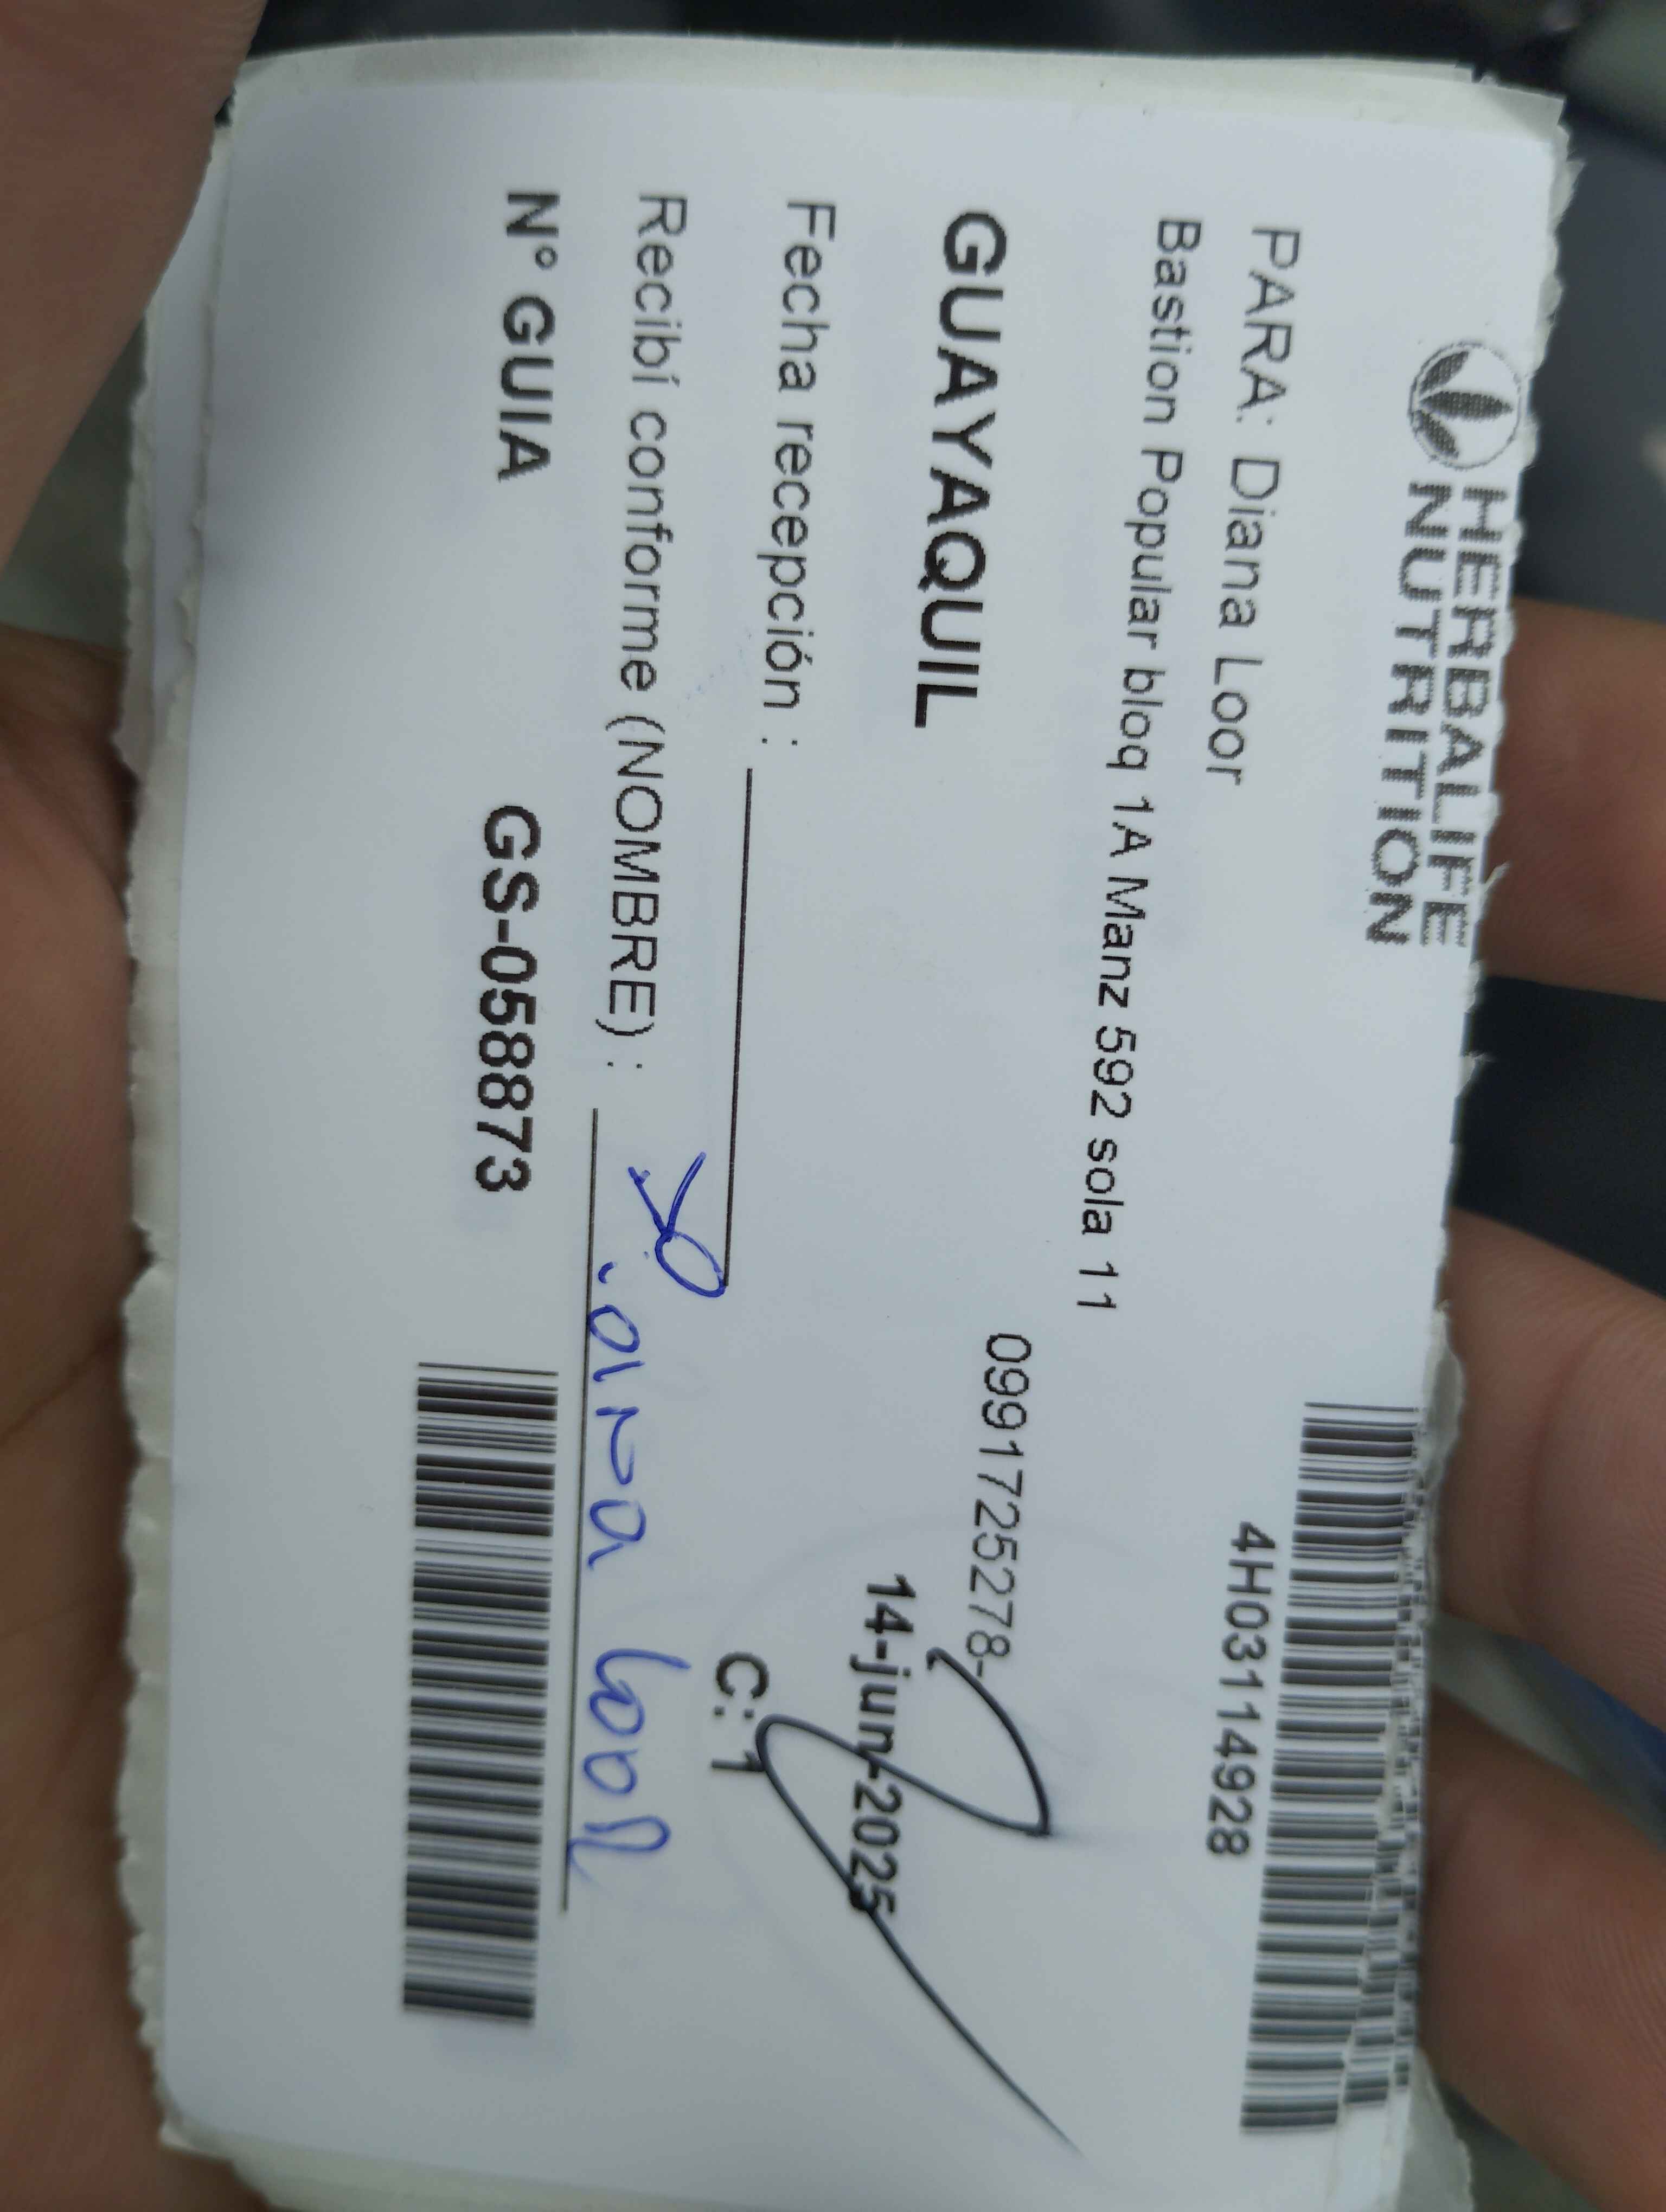 HERBALIFE
NUTRITION
4H03114928
PARA: Diana Loor
Bastion Popular bloq 1A Manz 592 sola 11
0991725278-
GUAYAQUIL
14-jun-2025
Fecha recepción :
C: 1
Recibí conforme (NOMBRE) : Diana Loor
N° GUIA GS-058873